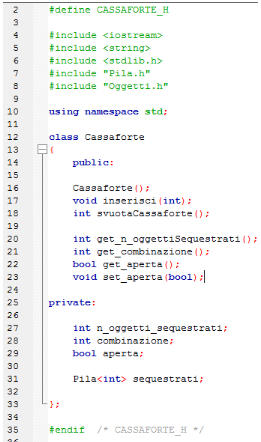 2 #define CASSAFORTE_H
3
4 #include <iostream>
5 #include <string>
6 #include <stdlib.h>
7 #include "Pila.h"
8 #include "Oggetti.h"
9
10 using namespace std;
11
12 class Cassaforte
13 {
14 public:
15
16 Cassaforte();
17 void inserisci(int);
18 int svuotaCassaforte();
19
20 int get_n_oggettiSequestrati();
21 int get_combinazione();
22 bool get_aperta();
23 void set_aperta(bool);
24
25 private:
26
27 int n_oggetti_sequestrati;
28 int combinazione;
29 bool aperta;
30
31 Pila<int> sequestrati;
32
33 };
34
35 #endif /* CASSAFORTE_H */